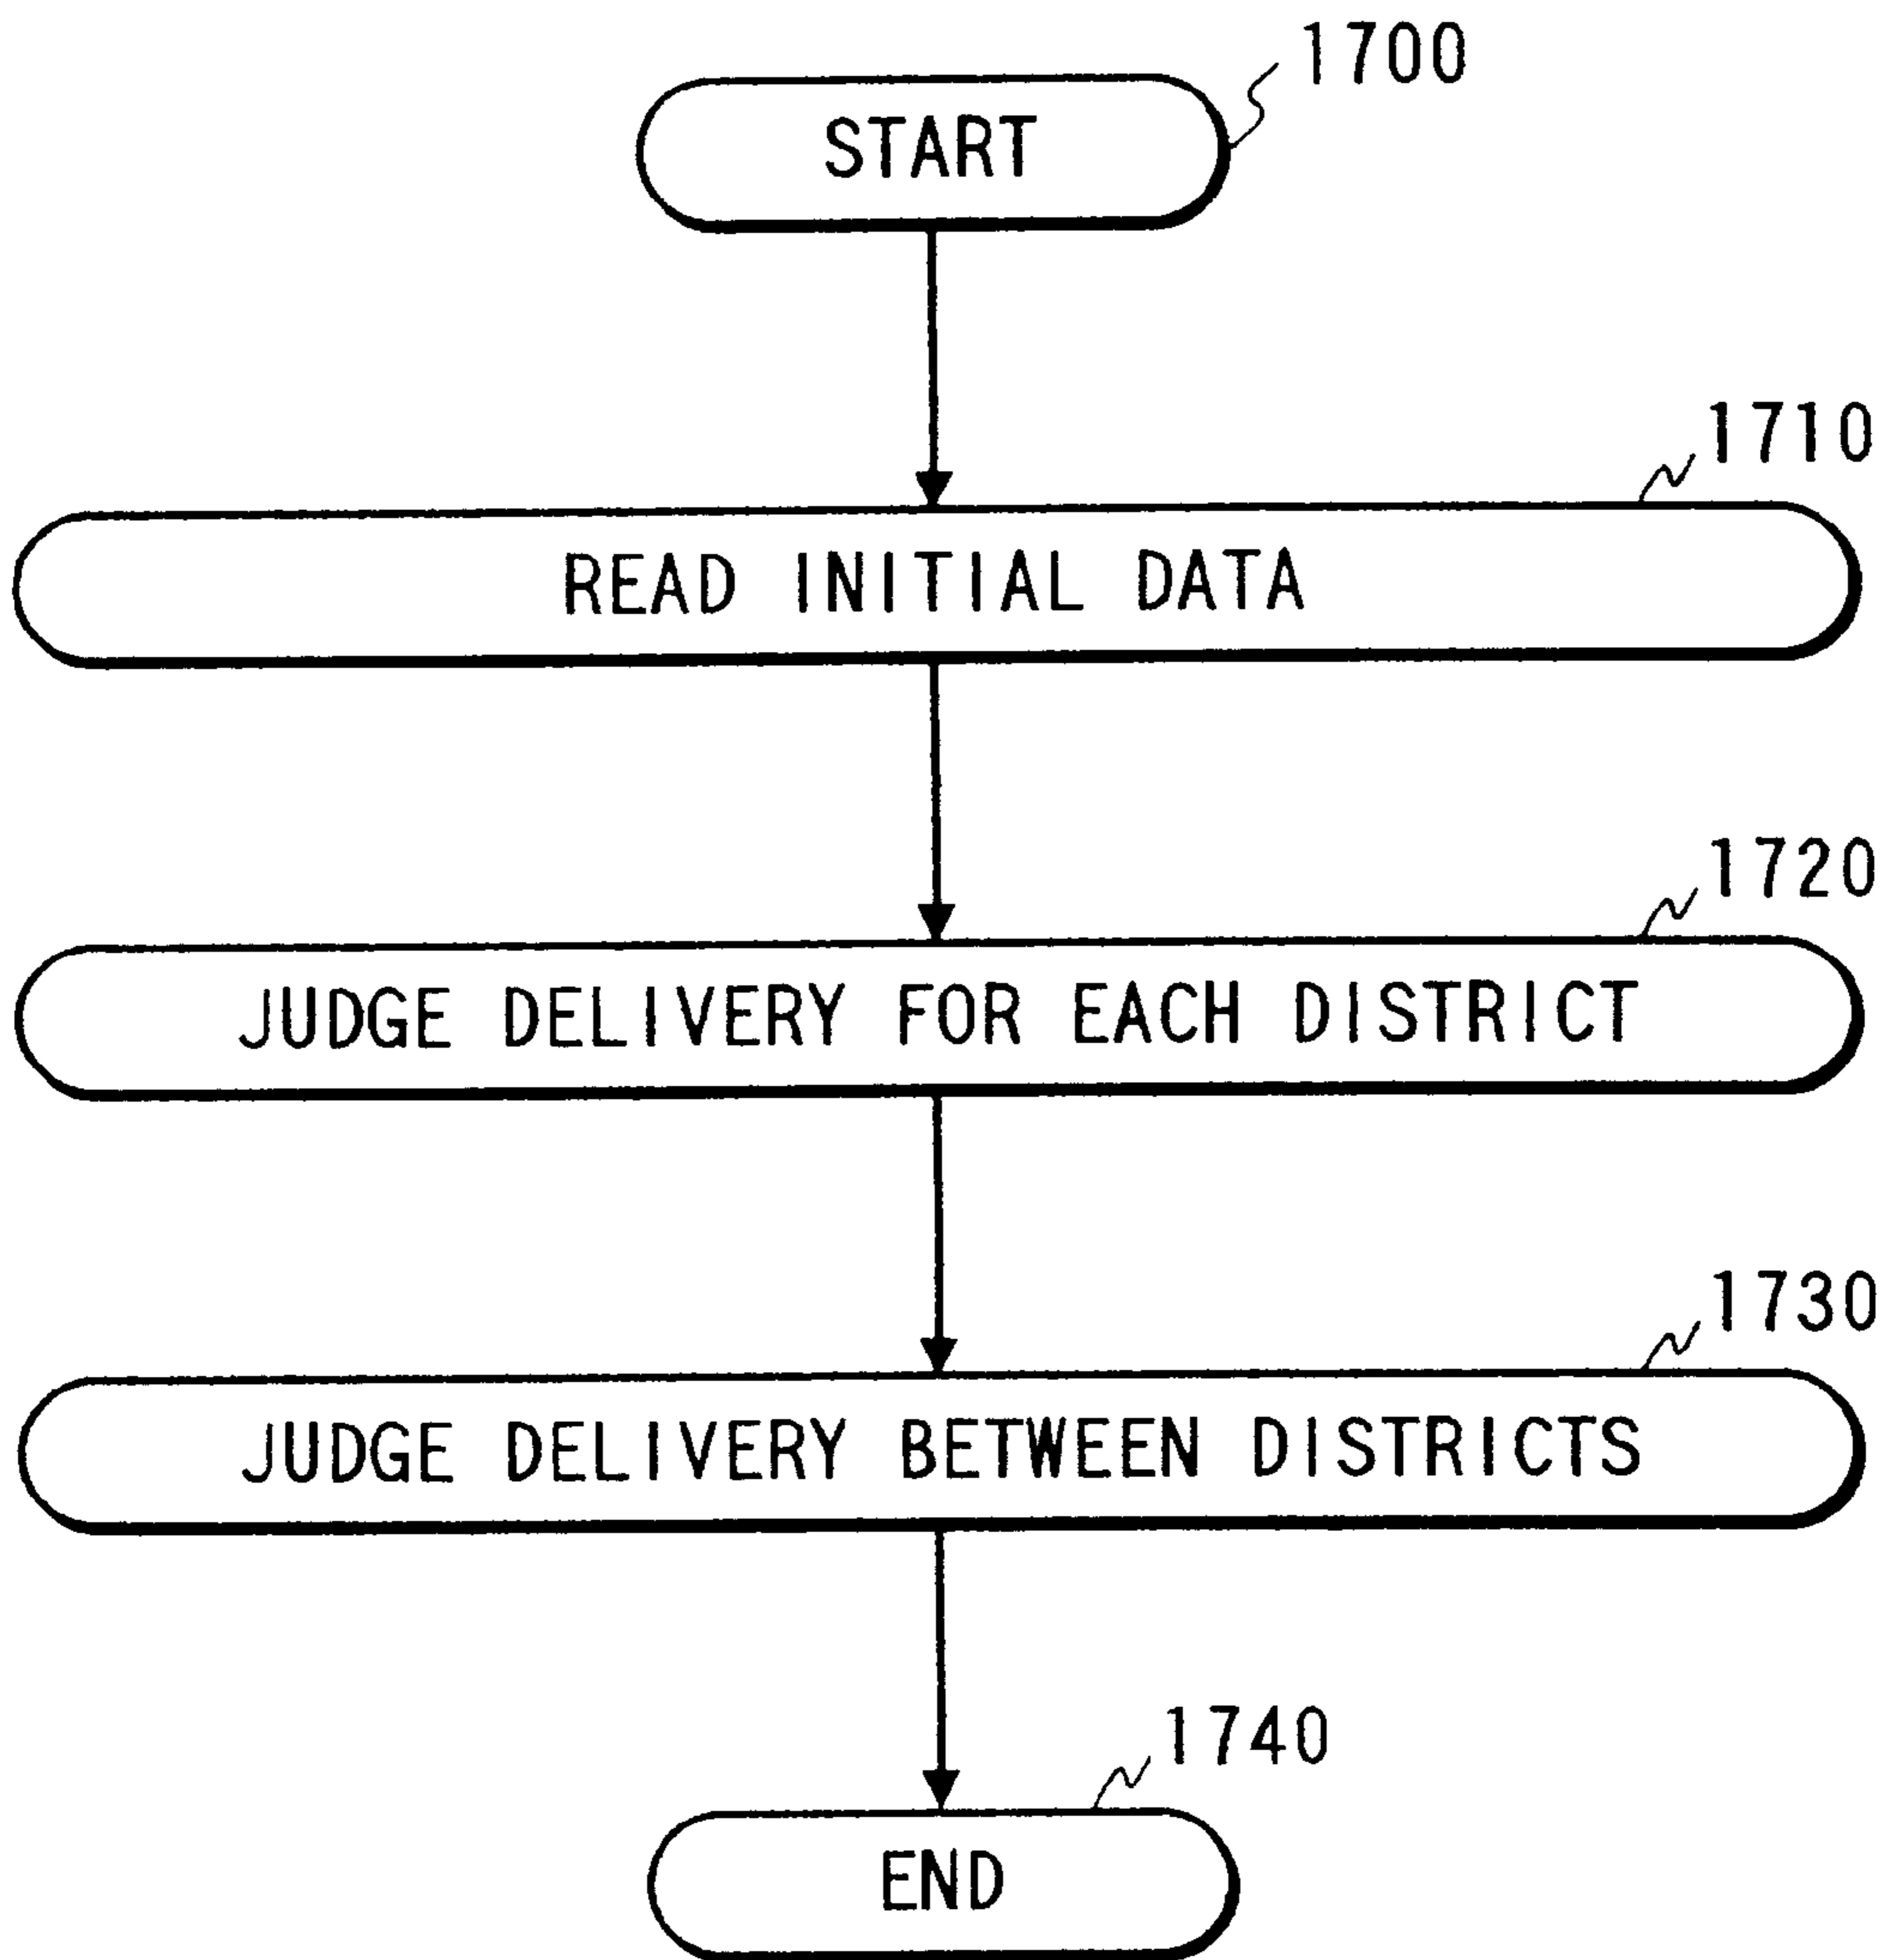 1700
START
1710
READ INITIAL DATA
1720
JUDGE DELIVERY FOR EACH DISTRICT
1730
JUDGE DELIVERY BETWEEN DISTRICTS
1740
END